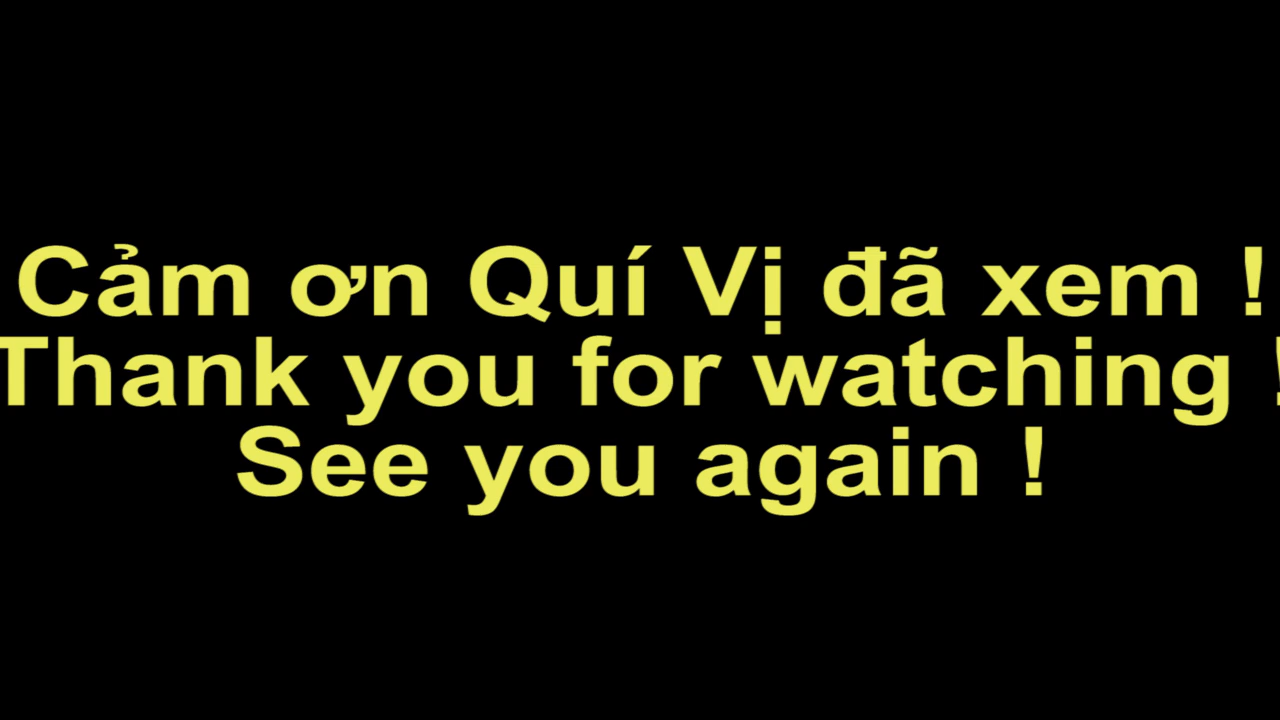 Cảm ơn Quí Vị đã xem !
Thank you for watching !
See you again !